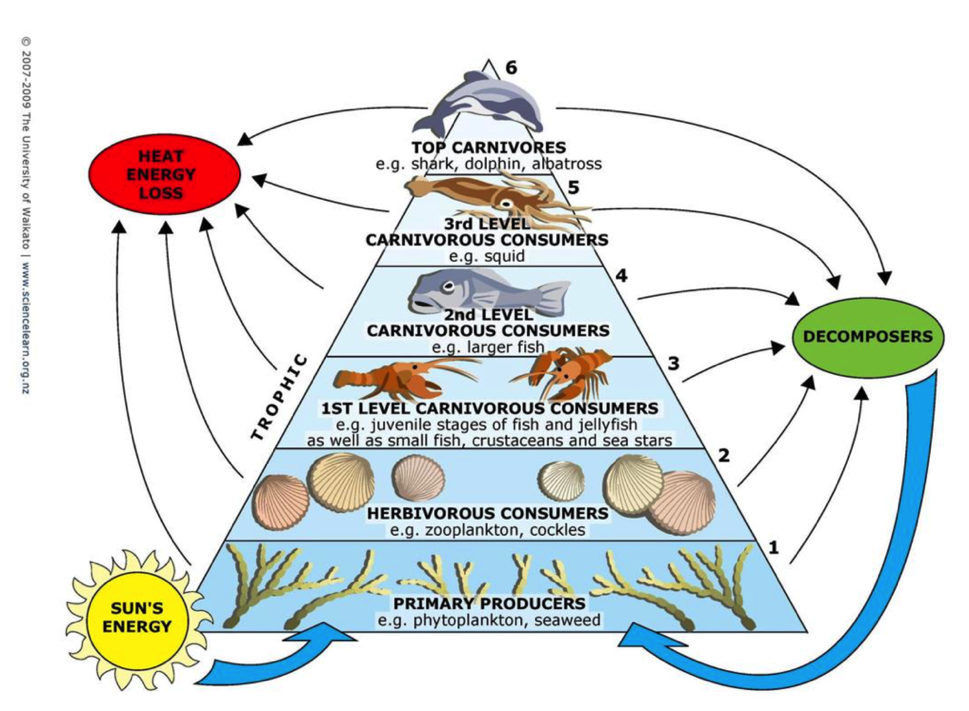 © 2007-2009 The University of Waikato | www.sciencelearn.org.nz
6
HEAT
ENERGY
LOSS
TOP CARNIVORES
e.g. shark, dolphin, albatross
5
3rd LEVEL
CARNIVOROUS CONSUMERS
e.g. squid
4
2nd LEVEL
CARNIVOROUS CONSUMERS
e.g. larger fish
DECOMPOSERS
3
TROPHIC
1ST LEVEL CARNIVOROUS CONSUMERS
e.g. juvenile stages of fish and jellyfish
as well as small fish, crustaceans and sea stars
2
HERBIVOROUS CONSUMERS
e.g. zooplankton, cockles
1
SUN'S
ENERGY
PRIMARY PRODUCERS
e.g. phytoplankton, seaweed